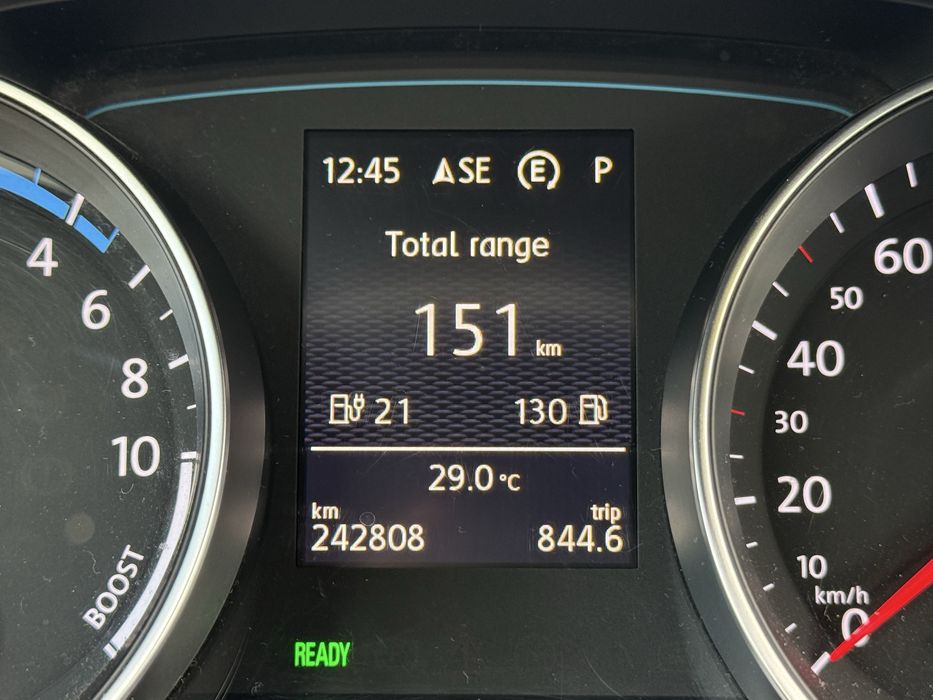 12:45 SE E P
Total range
151 km
21 130
29.0 °C
km trip
242808 844.6
READY
4
6
8
10
BOOST
60
50
40
30
20
10
km/h
0